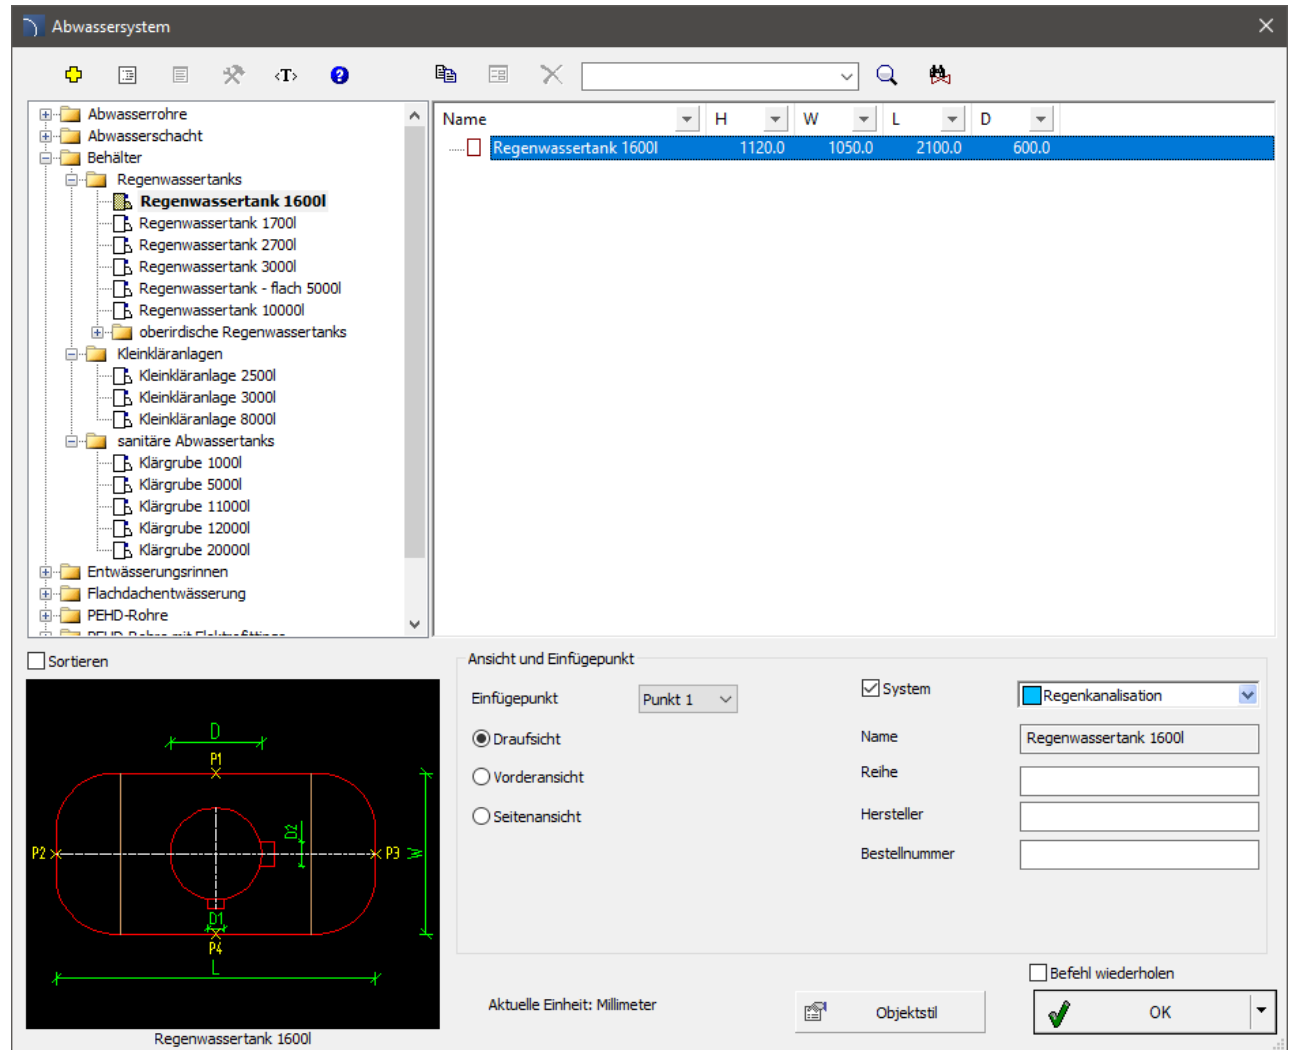 Abwassersystem
<T>
Abwasserrohre
Abwasserschacht
Behälter
Regenwassertanks
Regenwassertank 1600l
Regenwassertank 1700l
Regenwassertank 2700l
Regenwassertank 3000l
Regenwassertank - flach 5000l
Regenwassertank 10000l
oberirdische Regenwassertanks
Kleinkläranlagen
Kleinkläranlage 2500l
Kleinkläranlage 3000l
Kleinkläranlage 8000l
sanitäre Abwassertanks
Klärgrube 1000l
Klärgrube 5000l
Klärgrube 11000l
Klärgrube 12000l
Klärgrube 20000l
Entwässerungsrinnen
Flachdachentwässerung
PEHD-Rohre
PEHD-Rohre mit Elektrofittings
Name H W L D
Regenwassertank 1600l 1120.0 1050.0 2100.0 600.0
Sortieren
D
P1
D2
P2
P3
W
D1
P4
L
Regenwassertank 1600l
Ansicht und Einfügepunkt
Einfügepunkt Punkt 1
Draufsicht
Vorderansicht
Seitenansicht
System Regenkanalisation
Name Regenwassertank 1600l
Reihe
Hersteller
Bestellnummer
Befehl wiederholen
Aktuelle Einheit: Millimeter
Objektstil
OK